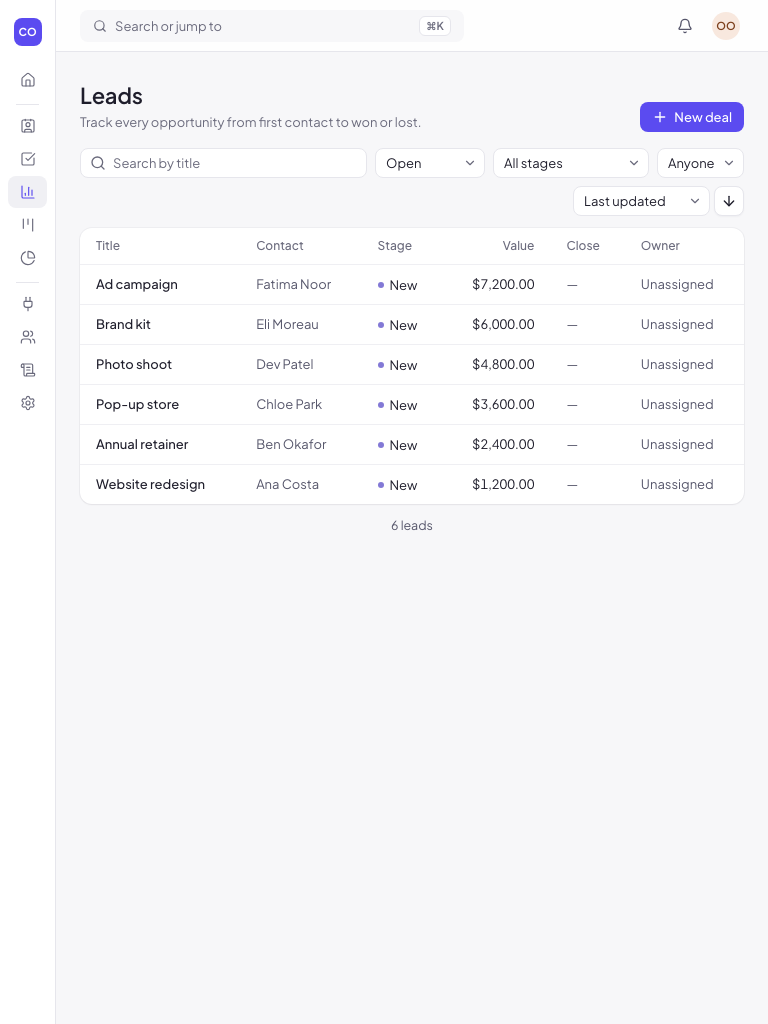 CO
Search or jump to ⌘K
OO
Leads
Track every opportunity from first contact to won or lost.
New deal
Search by title Open All stages Anyone
Last updated
Title Contact Stage Value Close Owner
Ad campaign Fatima Noor New $7,200.00 — Unassigned
Brand kit Eli Moreau New $6,000.00 — Unassigned
Photo shoot Dev Patel New $4,800.00 — Unassigned
Pop-up store Chloe Park New $3,600.00 — Unassigned
Annual retainer Ben Okafor New $2,400.00 — Unassigned
Website redesign Ana Costa New $1,200.00 — Unassigned
6 leads